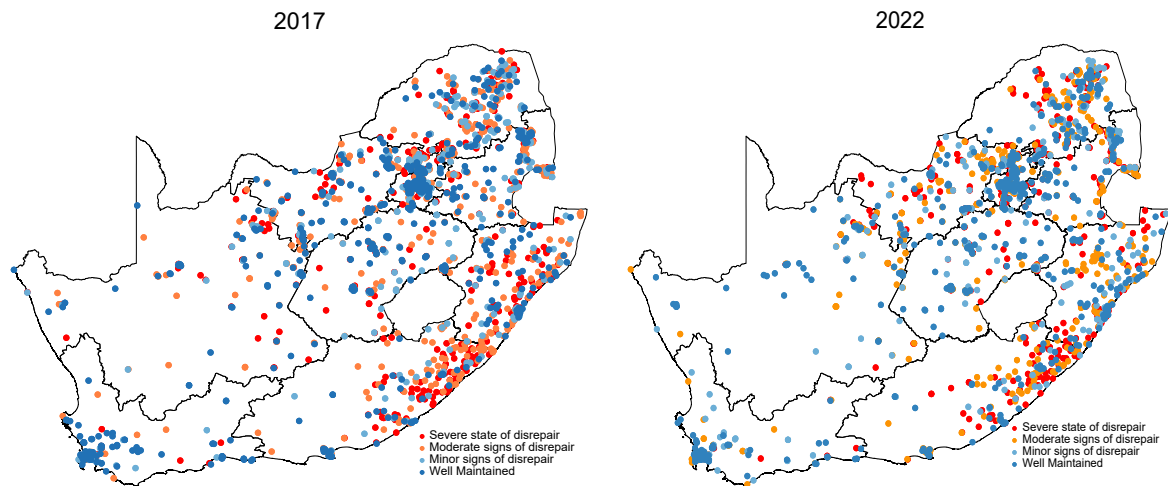 2017
2022
Severe state of disrepair
Moderate signs of disrepair
Minor signs of disrepair
Well Maintained
Severe state of disrepair
Moderate signs of disrepair
Minor signs of disrepair
Well Maintained